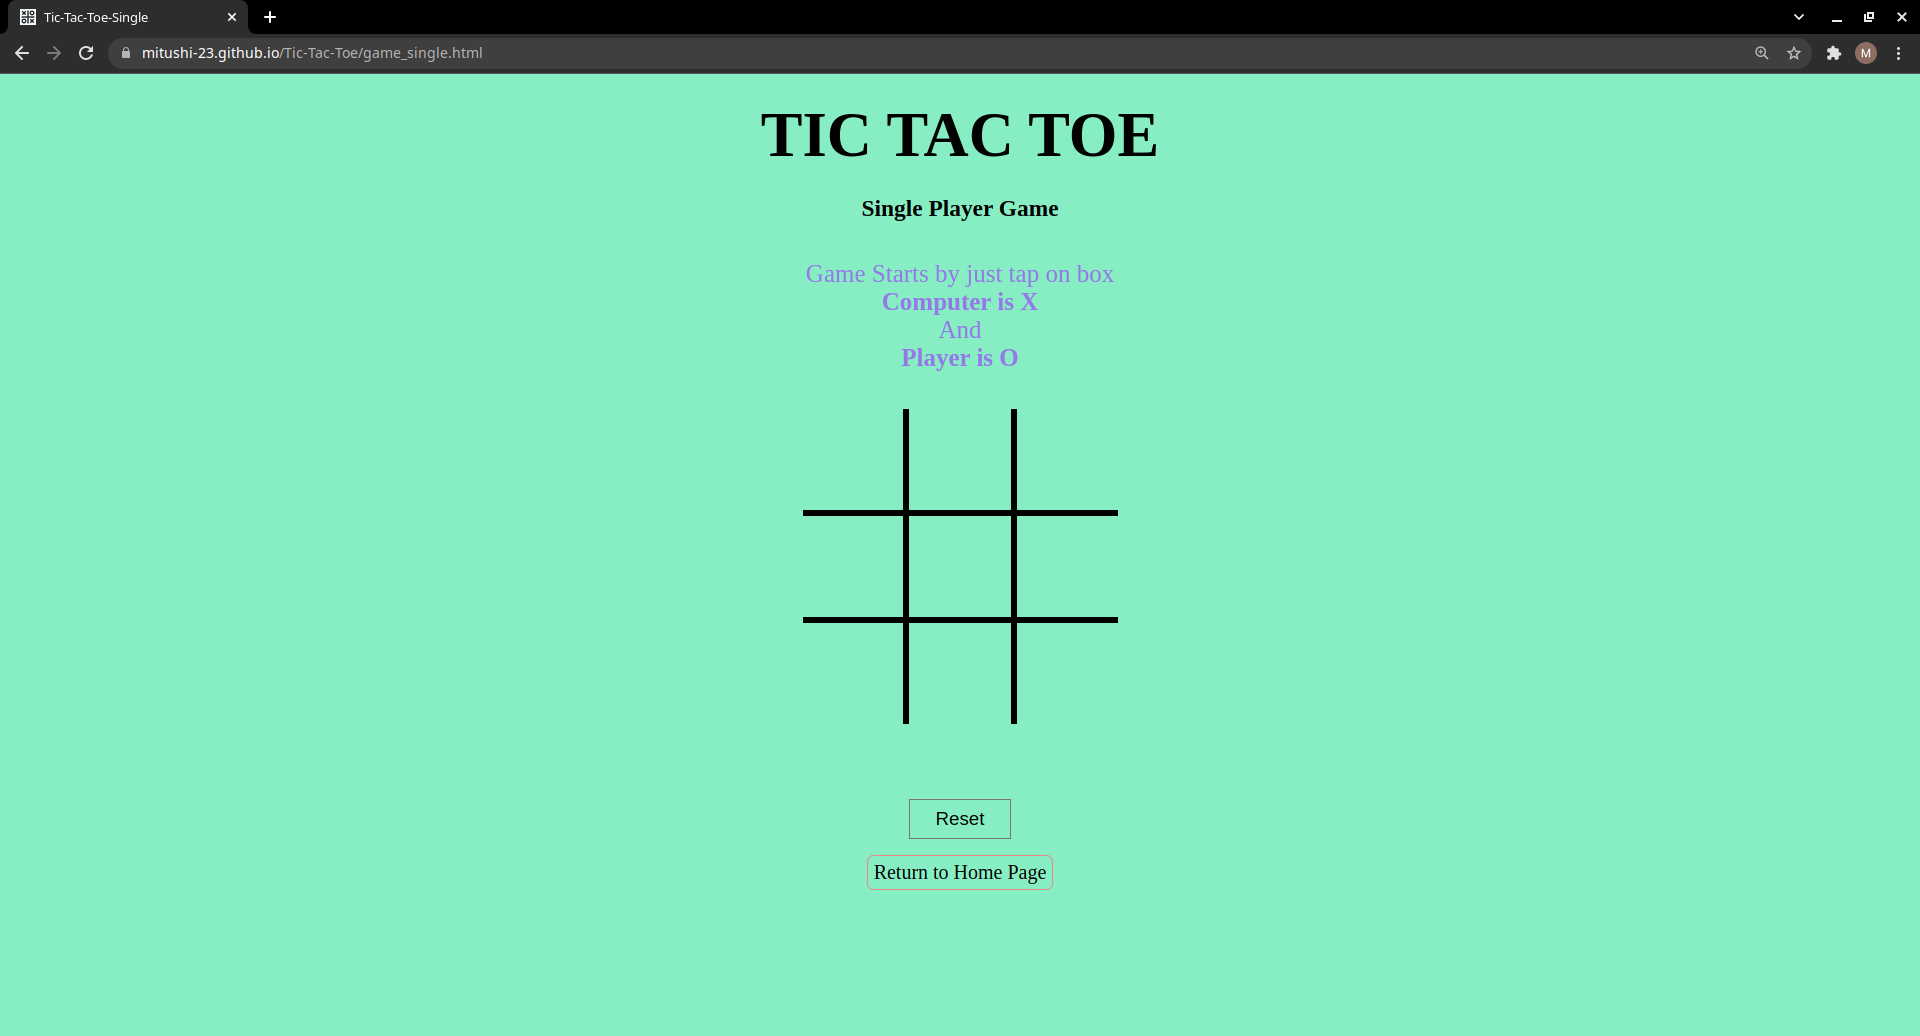 Tic-Tac-Toe-Single
mitushi-23.github.io/Tic-Tac-Toe/game_single.html
M
TIC TAC TOE
Single Player Game
Game Starts by just tap on box
Computer is X
And
Player is O
Reset
Return to Home Page